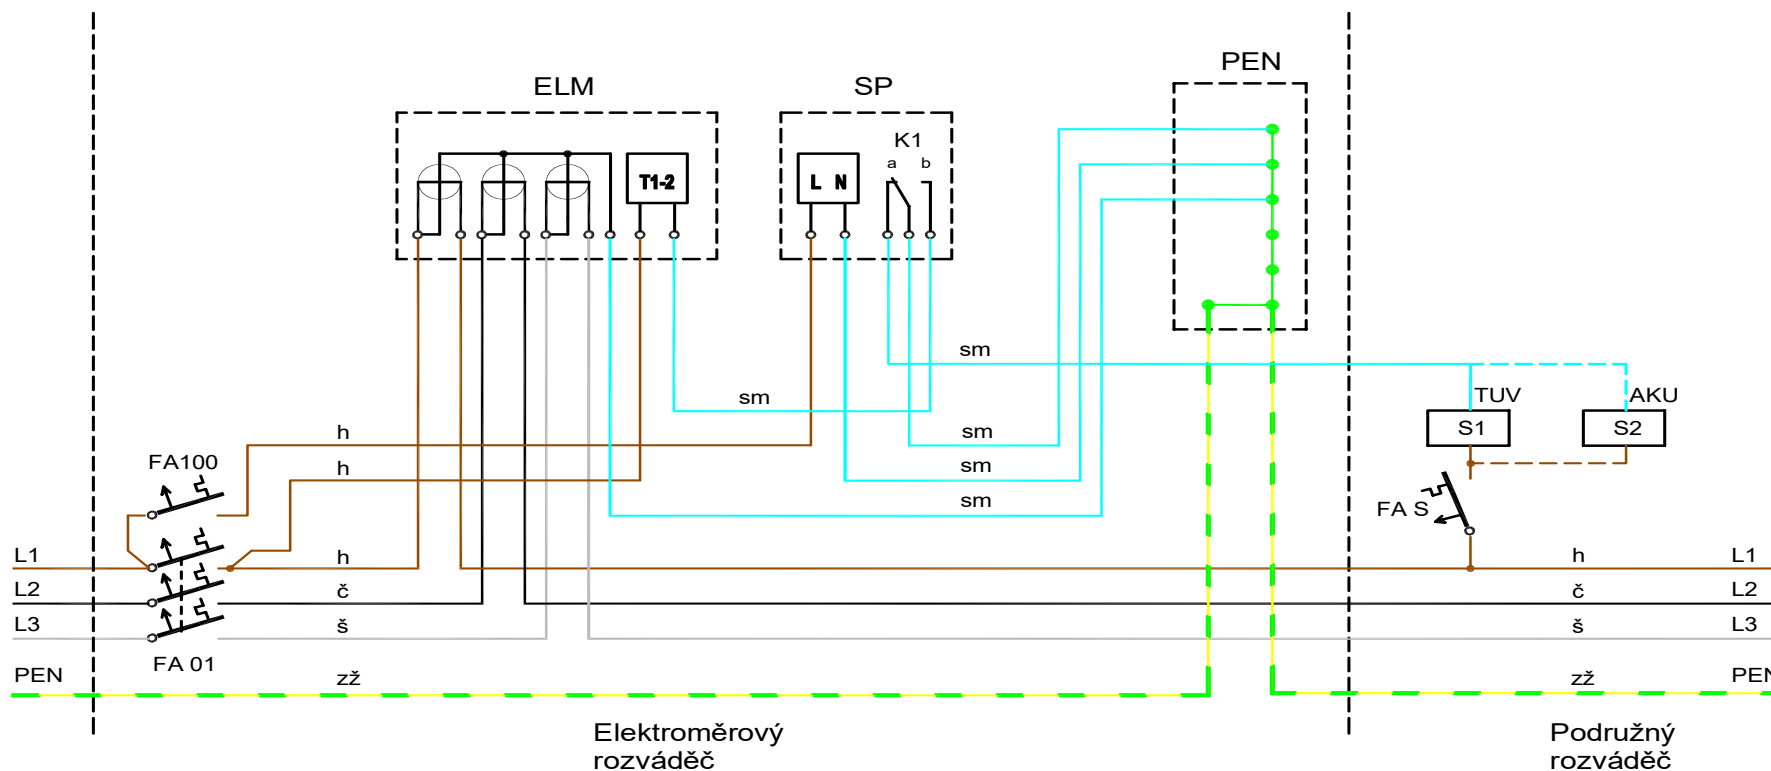 PEN
ELM
SP
K1
a b
T1-2
L N
sm
sm
TUV
AKU
S1
S2
h
sm
FA100
h
sm
sm
FA S
L1
h
h
L1
L2
č
č
L2
L3
š
š
L3
FA 01
PEN
zž
zž
PEN
Elektroměrový
rozváděč
Podružný
rozváděč